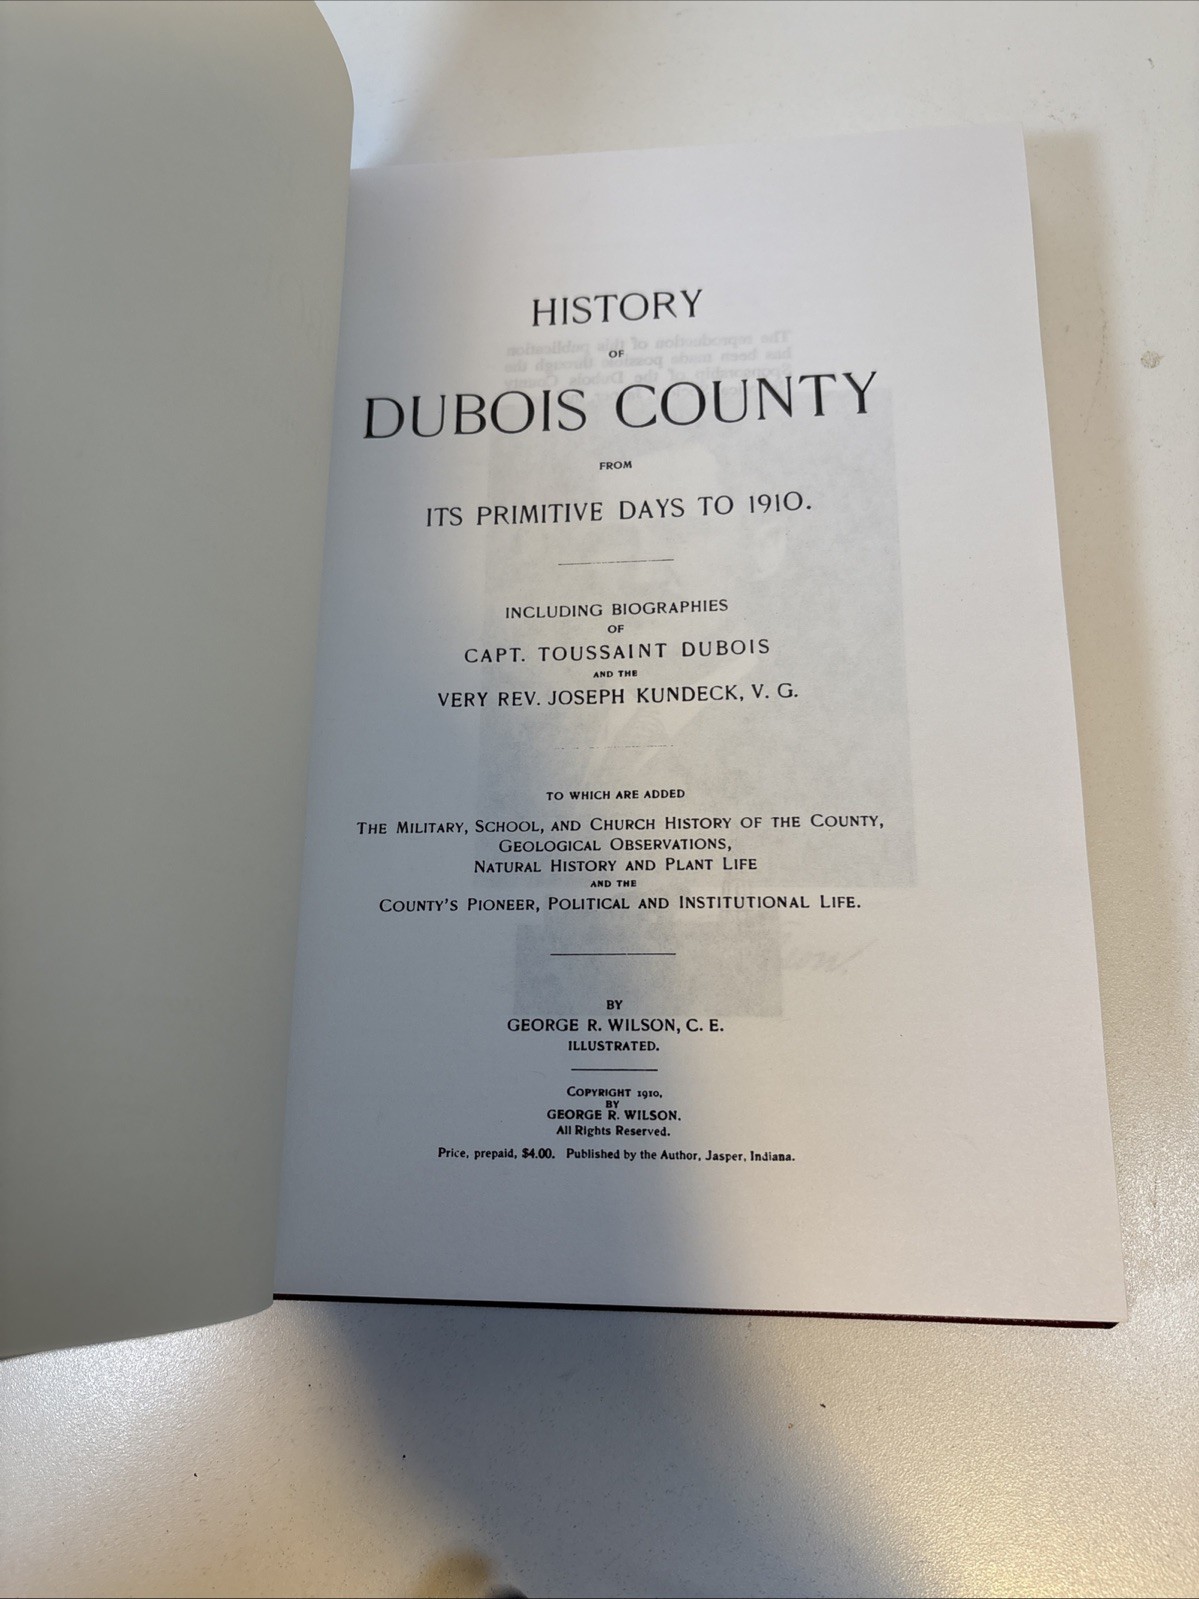 HISTORY
OF
DUBOIS COUNTY
FROM
ITS PRIMITIVE DAYS TO 1910.
INCLUDING BIOGRAPHIES
OF
CAPT. TOUSSAINT DUBOIS
AND THE
VERY REV. JOSEPH KUNDECK, V. G.
TO WHICH ARE ADDED
THE MILITARY, SCHOOL, AND CHURCH HISTORY OF THE COUNTY,
GEOLOGICAL OBSERVATIONS,
NATURAL HISTORY AND PLANT LIFE
AND THE
COUNTY'S PIONEER, POLITICAL AND INSTITUTIONAL LIFE.
BY
GEORGE R. WILSON, C. E.
ILLUSTRATED.
COPYRIGHT 1910,
BY
GEORGE R. WILSON.
All Rights Reserved.
Price, prepaid, $4.00. Published by the Author, Jasper, Indiana.